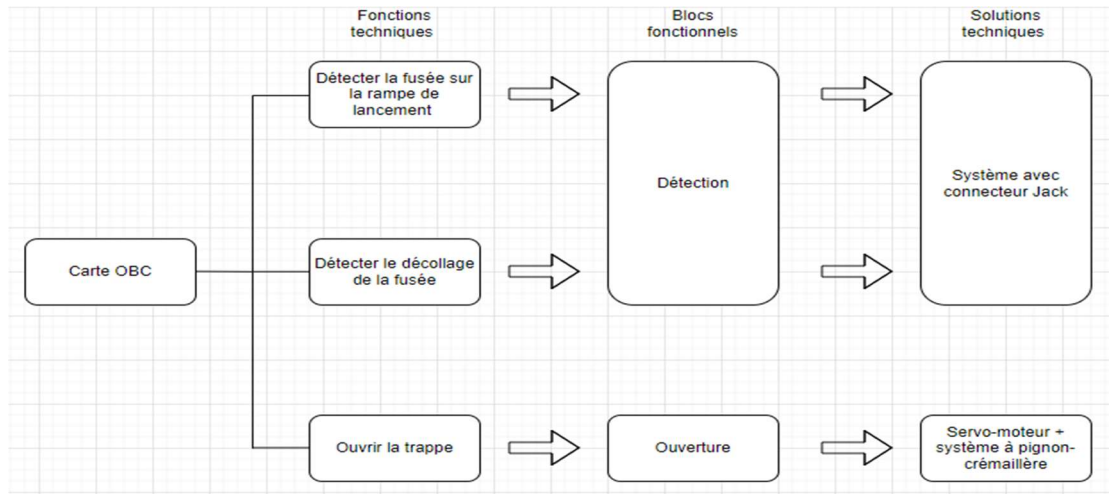 Fonctions
techniques
Blocs
fonctionnels
Solutions
techniques
Détecter la fusée sur
la rampe de
lancement
Détection
Système avec
connecteur Jack
Carte OBC
Détecter le décollage
de la fusée
Ouvrir la trappe
Ouverture
Servo-moteur +
système à pignon-
crémaillère